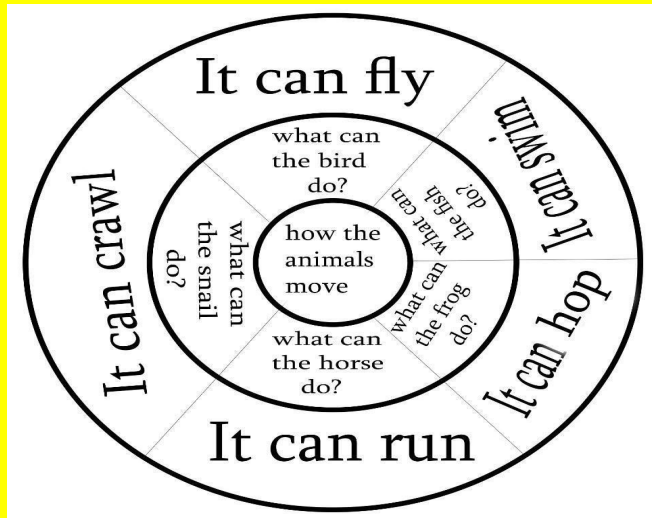 It can fly
what can
the bird
do?
It can swim
what can
the fish
do?
It can hop
what can
the frog
do?
It can run
what can
the horse
do?
It can crawl
what can
the snail
do?
how the
animals
move